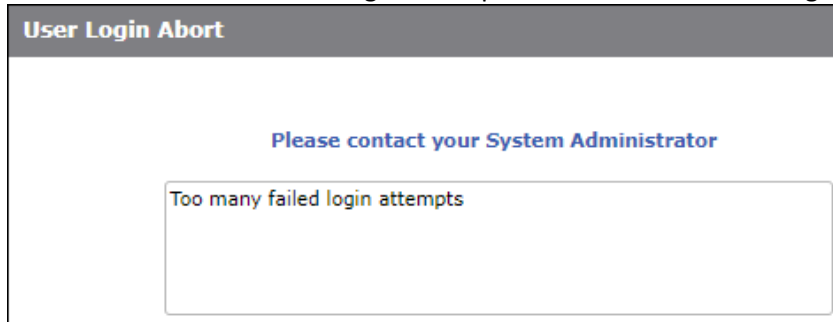 User Login Abort
Please contact your System Administrator
Too many failed login attempts